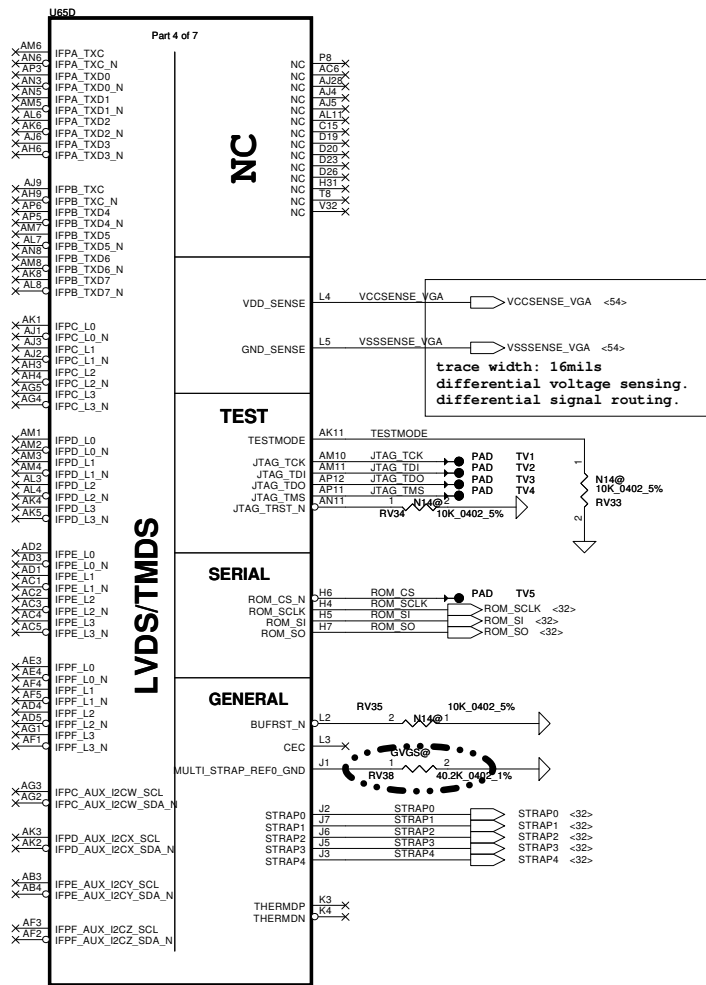 U65D
Part 4 of 7
AM6 IFPA_TXC
AN6 IFPA_TXC_N
AP3 IFPA_TXD0
AN3 IFPA_TXD0_N
AN5 IFPA_TXD1
AM5 IFPA_TXD1_N
AL6 IFPA_TXD2
AK6 IFPA_TXD2_N
AJ6 IFPA_TXD3
AH6 IFPA_TXD3_N
AJ9 IFPB_TXC
AH9 IFPB_TXC_N
AP6 IFPB_TXD4
AP5 IFPB_TXD4_N
AM7 IFPB_TXD5
AL7 IFPB_TXD5_N
AN8 IFPB_TXD6
AM8 IFPB_TXD6_N
AK8 IFPB_TXD7
AL8 IFPB_TXD7_N
AK1 IFPC_L0
AJ1 IFPC_L0_N
AJ3 IFPC_L1
AJ2 IFPC_L1_N
AH3 IFPC_L2
AH4 IFPC_L2_N
AG5 IFPC_L3
AG4 IFPC_L3_N
AM1 IFPD_L0
AM2 IFPD_L0_N
AM3 IFPD_L1
AM4 IFPD_L1_N
AL3 IFPD_L2
AL4 IFPD_L2_N
AK4 IFPD_L3
AK5 IFPD_L3_N
AD2 IFPE_L0
AD3 IFPE_L0_N
AD1 IFPE_L1
AC1 IFPE_L1_N
AC2 IFPE_L2
AC3 IFPE_L2_N
AC4 IFPE_L3
AC5 IFPE_L3_N
AE3 IFPF_L0
AE4 IFPF_L0_N
AF4 IFPF_L1
AF5 IFPF_L1_N
AD4 IFPF_L2
AD5 IFPF_L2_N
AG1 IFPF_L3
AF1 IFPF_L3_N
AG3 IFPC_AUX_I2CW_SCL
AG2 IFPC_AUX_I2CW_SDA_N
AK3 IFPD_AUX_I2CX_SCL
AK2 IFPD_AUX_I2CX_SDA_N
AB3 IFPE_AUX_I2CY_SCL
AB4 IFPE_AUX_I2CY_SDA_N
AF3 IFPF_AUX_I2CZ_SCL
AF2 IFPF_AUX_I2CZ_SDA_N
LVDS/TMDS
NC
NC P8
NC AC6
NC AJ28
NC AJ4
NC AJ5
NC AL11
NC C15
NC D19
NC D20
NC D23
NC D26
NC H31
NC T8
NC V32
VDD_SENSE L4 VCCSENSE_VGA VCCSENSE_VGA <54>
GND_SENSE L5 VSSSENSE_VGA VSSSENSE_VGA <54>
trace width: 16mils
differential voltage sensing.
differential signal routing.
TEST
TESTMODE AK11 TESTMODE
JTAG_TCK AM10 JTAG_TCK PAD TV1
JTAG_TDI AM11 JTAG_TDI PAD TV2
JTAG_TDO AP12 JTAG_TDO PAD TV3
JTAG_TMS AP11 JTAG_TMS PAD TV4
JTAG_TRST_N AN11 1 N14@ 2
RV34 10K_0402_5%
1
N14@
10K_0402_5%
RV33
2
SERIAL
ROM_CS_N H6 ROM_CS PAD TV5
ROM_SCLK H4 ROM_SCLK ROM_SCLK <32>
ROM_SI H5 ROM_SI ROM_SI <32>
ROM_SO H7 ROM_SO ROM_SO <32>
GENERAL
RV35 10K_0402_5%
BUFRST_N L2 2 N14@ 1
CEC L3
GVGS@
MULTI_STRAP_REF0_GND J1 1 2
RV38 40.2K_0402_1%
STRAP0 J2 STRAP0 STRAP0 <32>
STRAP1 J7 STRAP1 STRAP1 <32>
STRAP2 J6 STRAP2 STRAP2 <32>
STRAP3 J5 STRAP3 STRAP3 <32>
STRAP4 J3 STRAP4 STRAP4 <32>
THERMDP K3
THERMDN K4